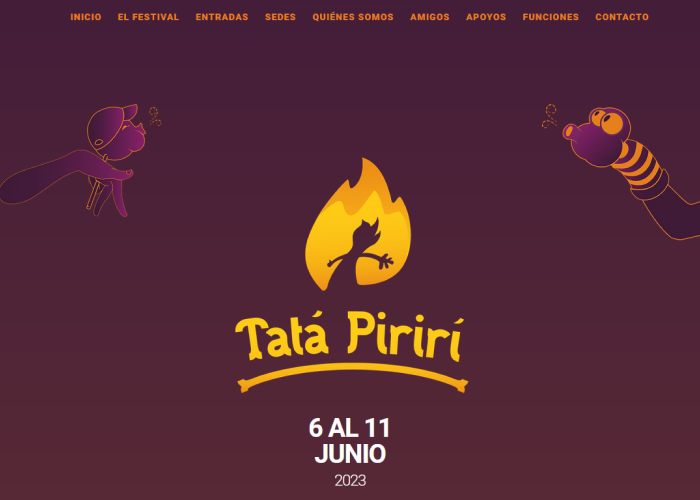 INICIO EL FESTIVAL ENTRADAS SEDES QUIÉNES SOMOS AMIGOS APOYOS FUNCIONES CONTACTO
Tatá Pirirí
6 AL 11
JUNIO
2023